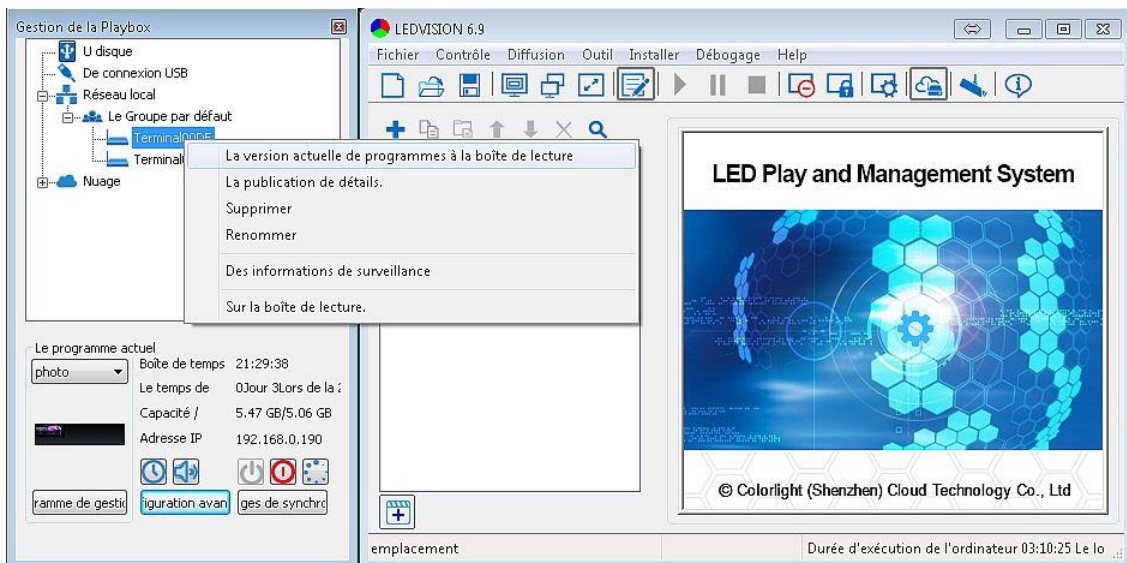 Gestion de la Playbox
U disque
De connexion USB
Réseau local
Le Groupe par défaut
Terminal00DE
Terminal
Nuage
La version actuelle de programmes à la boîte de lecture
La publication de détails.
Supprimer
Renommer
Des informations de surveillance
Sur la boîte de lecture.
Le programme actuel
photo
Boîte de temps 21:29:38
Le temps de 0Jour 3Lors de la
Capacité / 5.47 GB/5.06 GB
Adresse IP 192.168.0.190
ramme de gestic
iguration avan
ges de synchrc
LEDVISION 6.9
Fichier Contrôle Diffusion Outil Installer Débogage Help
LED Play and Management System
© Colorlight (Shenzhen) Cloud Technology Co., Ltd
emplacement
Durée d'exécution de l'ordinateur 03:10:25 Le lo